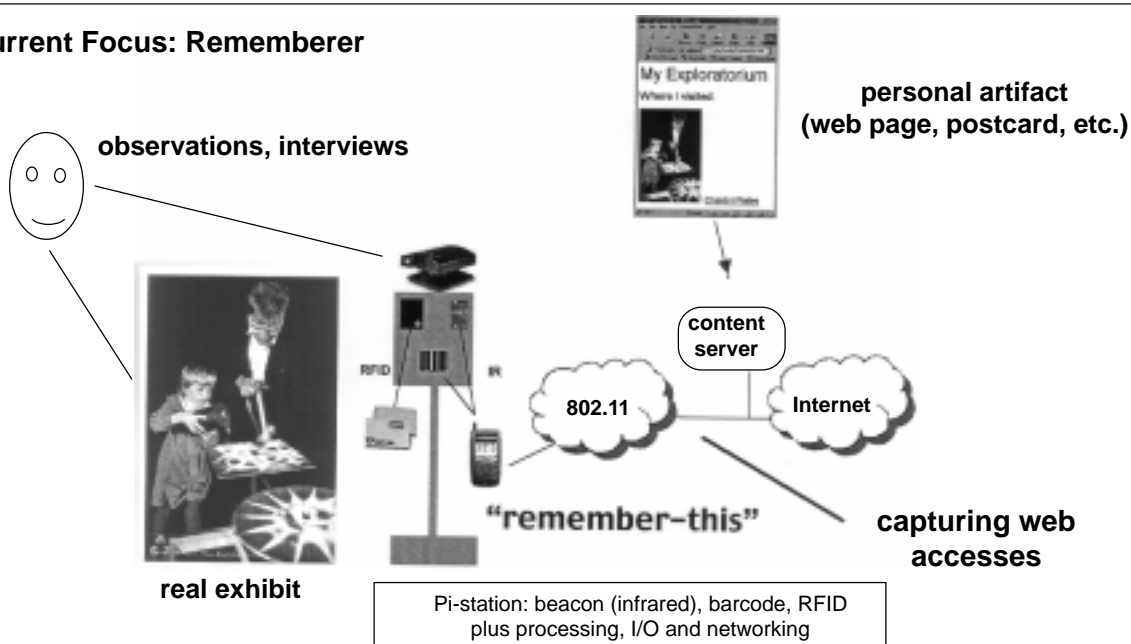 urrent Focus: Rememberer
observations, interviews
My Exploratorium
Where I visited:
personal artifact
(web page, postcard, etc.)
content
server
RFID
IR
802.11
Internet
"remember-this"
capturing web
accesses
real exhibit
Pi-station: beacon (infrared), barcode, RFID
plus processing, I/O and networking